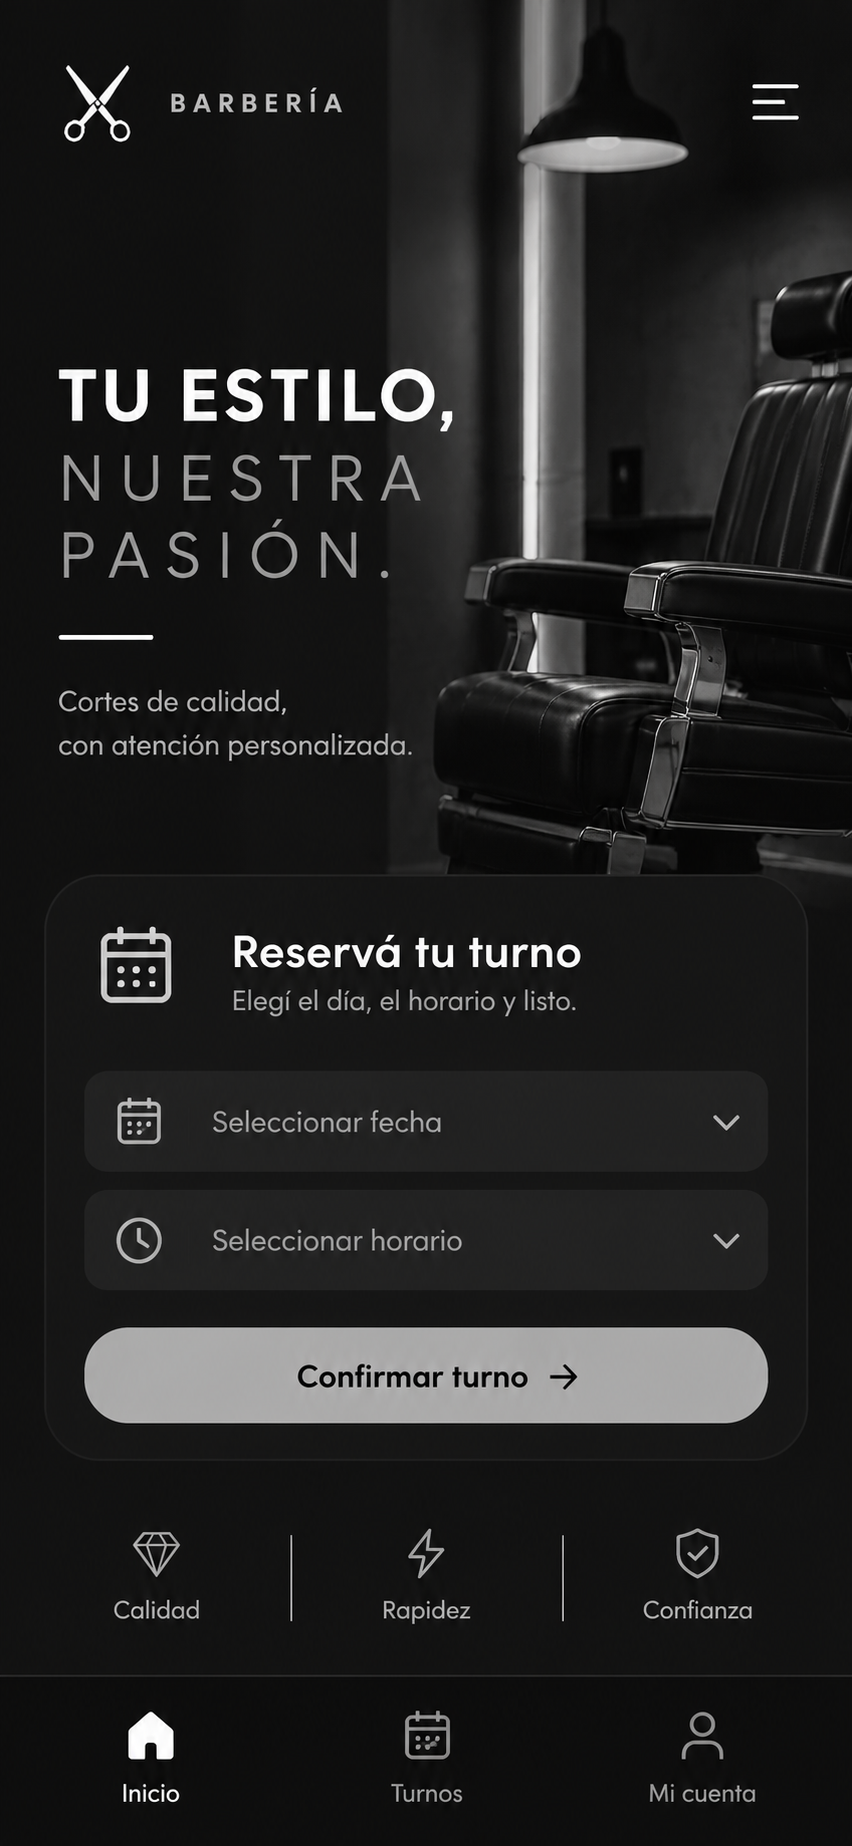 BARBERÍA
TU ESTILO,
NUESTRA
PASIÓN.
Cortes de calidad,
con atención personalizada.
Reservá tu turno
Elegí el día, el horario y listo.
Seleccionar fecha
Seleccionar horario
Confirmar turno →
Calidad
Rapidez
Confianza
Inicio
Turnos
Mi cuenta